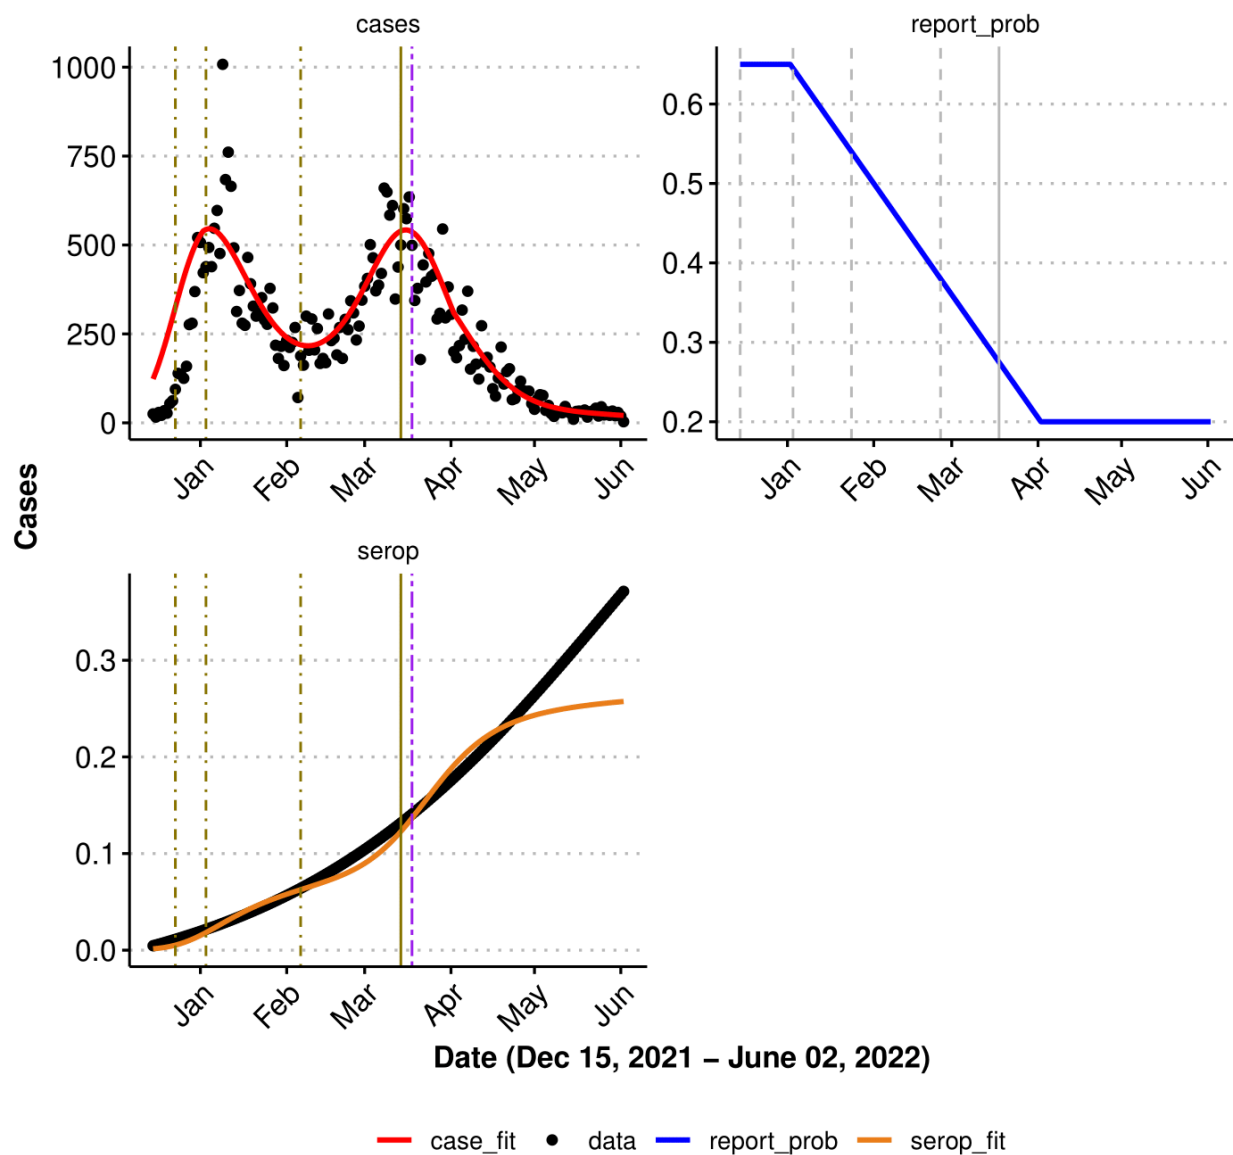 cases
report_prob
1000
750
500
250
0
0.6
0.5
0.4
0.3
0.2
Jan Feb Mar Apr May Jun
Jan Feb Mar Apr May Jun
Cases
serop
0.3
0.2
0.1
0.0
Jan Feb Mar Apr May Jun
Date (Dec 15, 2021 – June 02, 2022)
case_fit data report_prob serop_fit